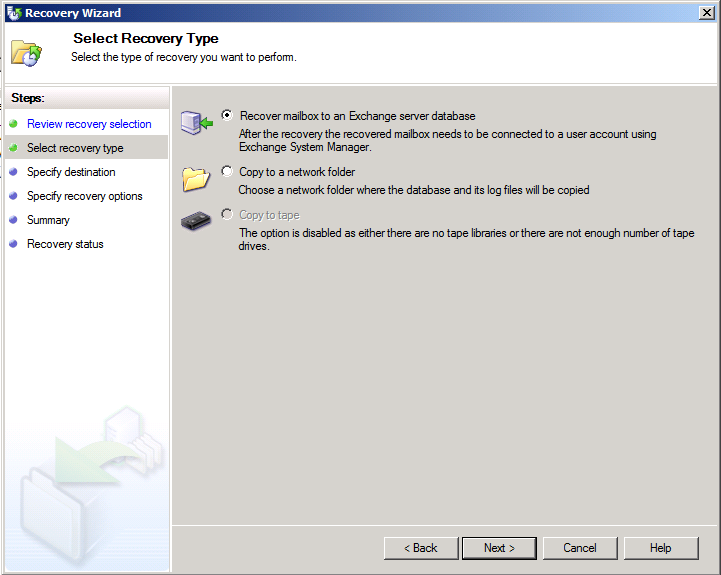 Recovery Wizard
Select Recovery Type
Select the type of recovery you want to perform.
Steps:
Review recovery selection
Select recovery type
Specify destination
Specify recovery options
Summary
Recovery status
Recover mailbox to an Exchange server database
After the recovery the recovered mailbox needs to be connected to a user account using
Exchange System Manager.
Copy to a network folder
Choose a network folder where the database and its log files will be copied
Copy to tape
The option is disabled as either there are no tape libraries or there are not enough number of tape
drives.
< Back
Next >
Cancel
Help